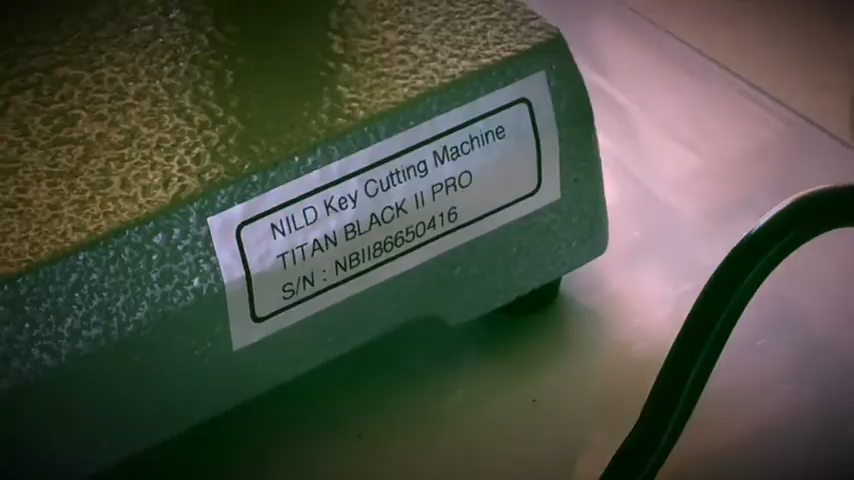 NILD Key Cutting Machine
TITAN BLACK II PRO
S/N : NBII86650416